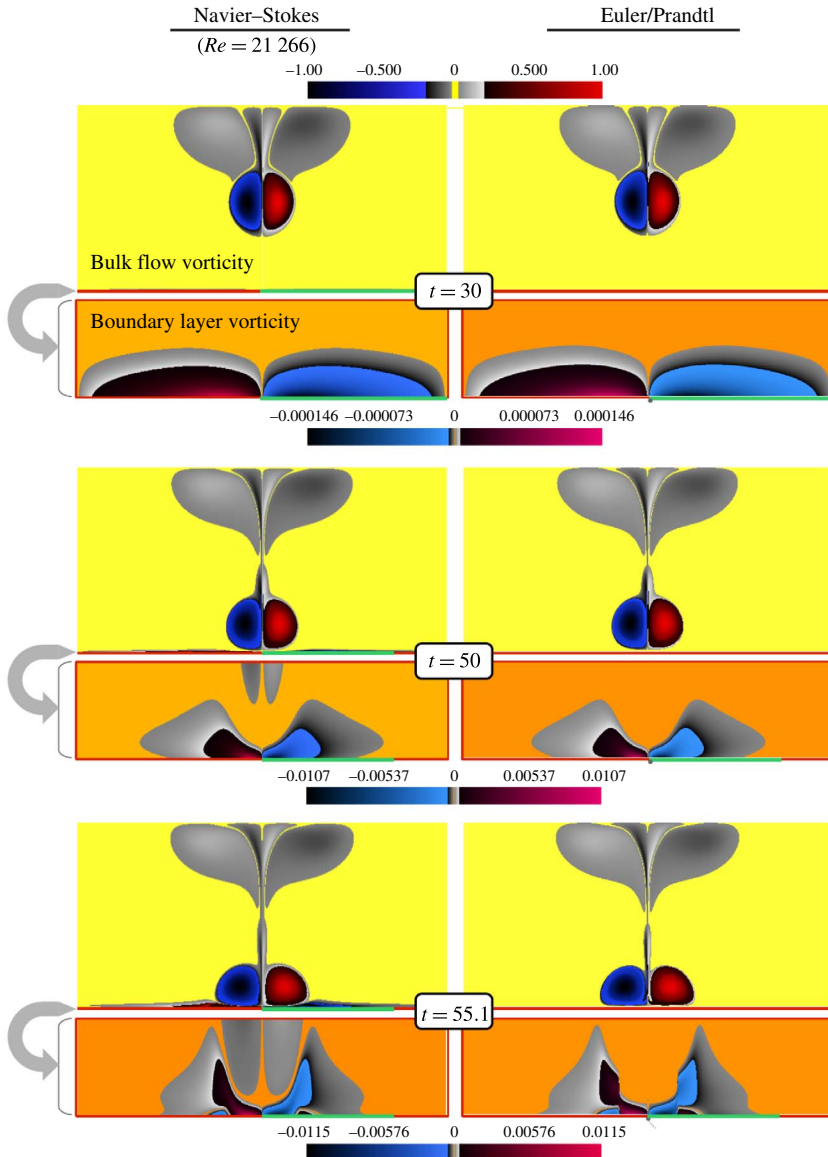 Navier–Stokes
Euler/Prandtl
(Re = 21 266)
–1.00 –0.500 0 0.500 1.00
Bulk flow vorticity
t = 30
Boundary layer vorticity
–0.000146 –0.000073 0 0.000073 0.000146
t = 50
–0.0107 –0.00537 0 0.00537 0.0107
t = 55.1
–0.0115 –0.00576 0 0.00576 0.0115